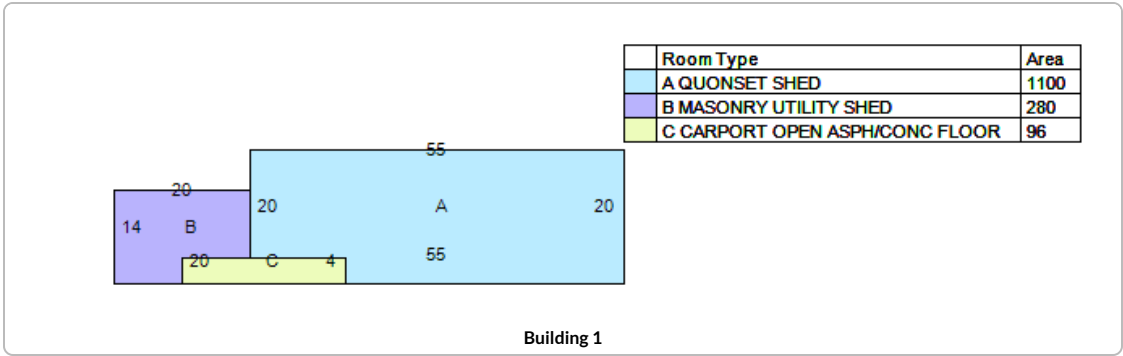 Room Type Area
A QUONSET SHED 1100
B MASONRY UTILITY SHED 280
C CARPORT OPEN ASPH/CONC FLOOR 96
55
20
20 A 20
14 B
55
20 C 4
Building 1